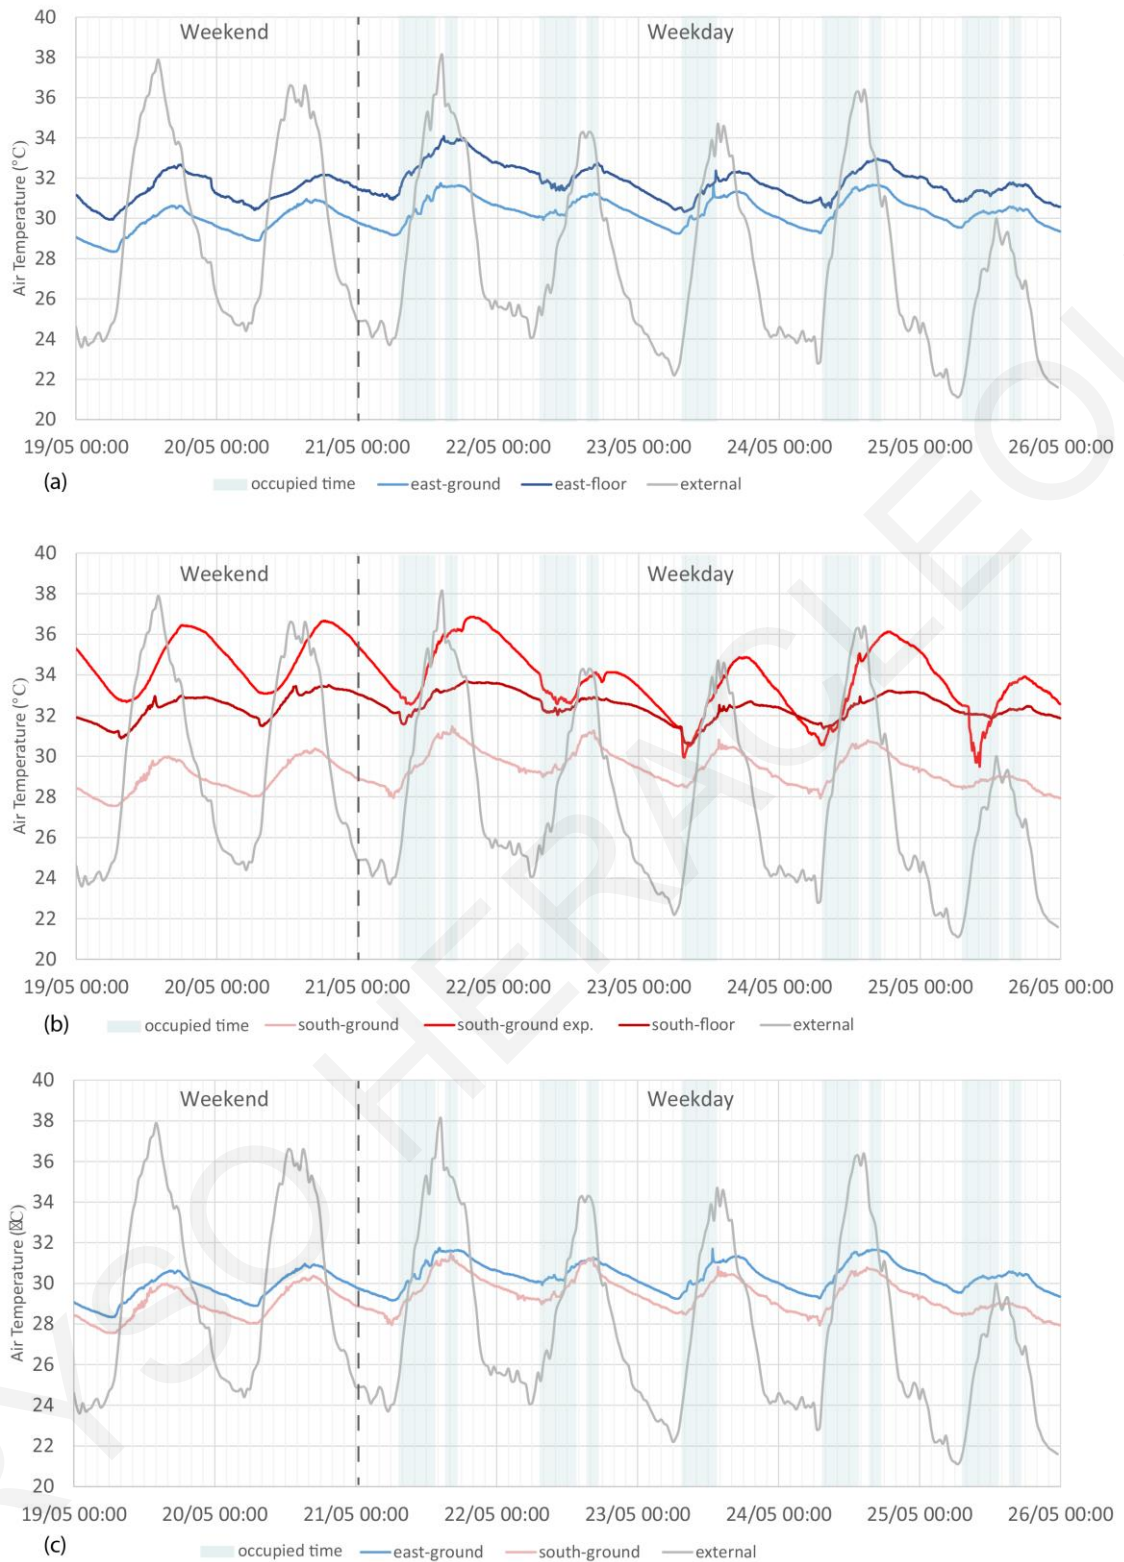 40
Weekend
Weekday
38
36
34
32
30
28
26
24
22
20
Air Temperature (°C)
19/05 00:00 20/05 00:00 21/05 00:00 22/05 00:00 23/05 00:00 24/05 00:00 25/05 00:00 26/05 00:00
(a)
occupied time east-ground east-floor external
40
Weekend
Weekday
38
36
34
32
30
28
26
24
22
20
Air Temperature (°C)
19/05 00:00 20/05 00:00 21/05 00:00 22/05 00:00 23/05 00:00 24/05 00:00 25/05 00:00 26/05 00:00
(b)
occupied time south-ground south-ground exp. south-floor external
40
Weekend
Weekday
38
36
34
32
30
28
26
24
22
20
Air Temperature (C)
19/05 00:00 20/05 00:00 21/05 00:00 22/05 00:00 23/05 00:00 24/05 00:00 25/05 00:00 26/05 00:00
(c)
occupied time east-ground south-ground external
RYSO HERACLEOU